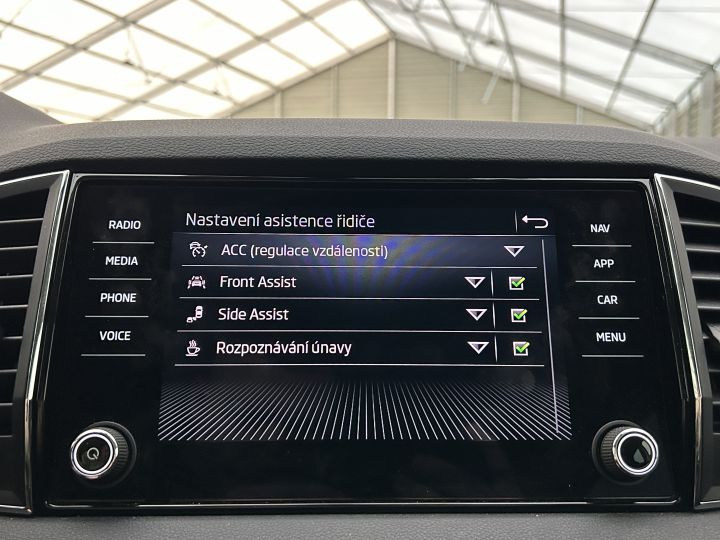 Nastavení asistence řidiče
ACC (regulace vzdálenosti)
Front Assist
Side Assist
Rozpoznávání únavy
RADIO
MEDIA
PHONE
VOICE
NAV
APP
CAR
MENU